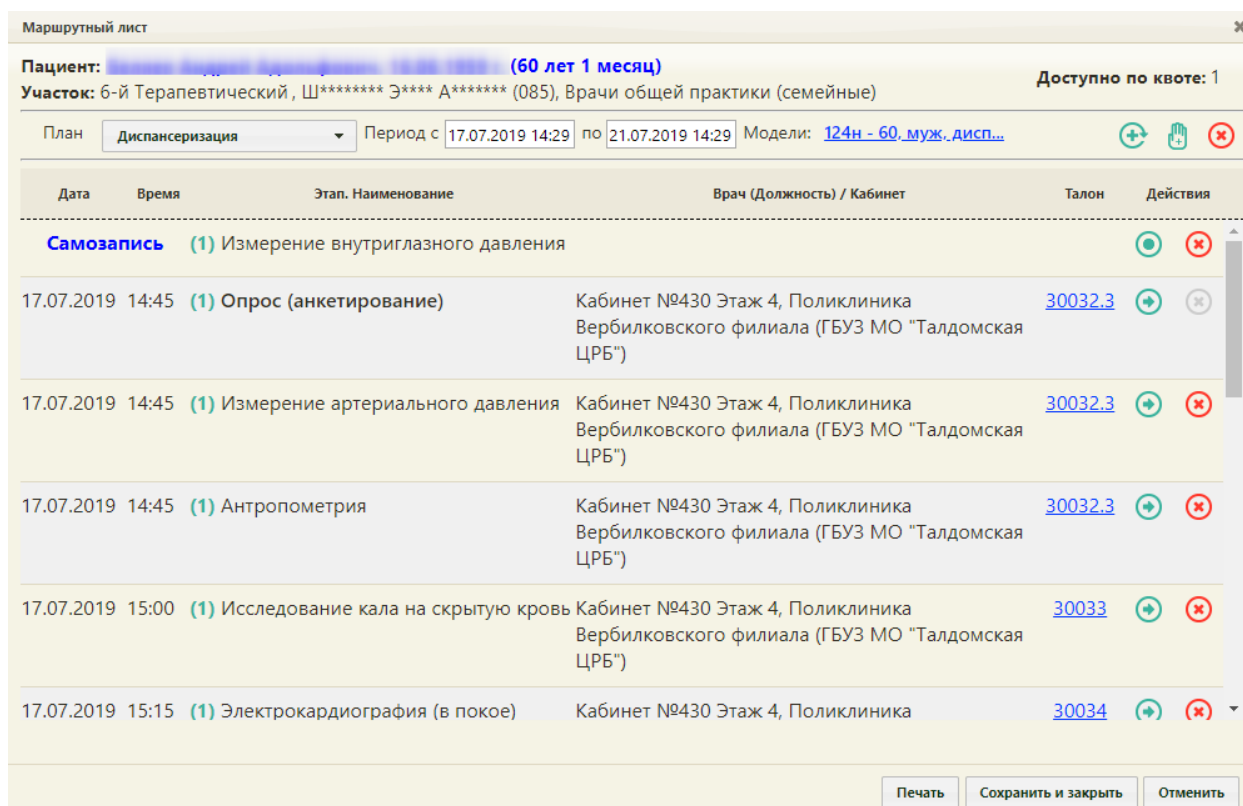 Маршрутный лист
Пациент: (60 лет 1 месяц)
Доступно по квоте: 1
Участок: 6-й Терапевтический , Ш******** Э**** А******* (085), Врачи общей практики (семейные)
План Диспансеризация Период с 17.07.2019 14:29 по 21.07.2019 14:29 Модели: 124н - 60, муж, дисп...
Дата Время Этап. Наименование Врач (Должность) / Кабинет Талон Действия
Самозапись (1) Измерение внутриглазного давления
17.07.2019 14:45 (1) Опрос (анкетирование) Кабинет №430 Этаж 4, Поликлиника 30032.3
Вербилковского филиала (ГБУЗ МО "Талдомская
ЦРБ")
17.07.2019 14:45 (1) Измерение артериального давления Кабинет №430 Этаж 4, Поликлиника 30032.3
Вербилковского филиала (ГБУЗ МО "Талдомская
ЦРБ")
17.07.2019 14:45 (1) Антропометрия Кабинет №430 Этаж 4, Поликлиника 30032.3
Вербилковского филиала (ГБУЗ МО "Талдомская
ЦРБ")
17.07.2019 15:00 (1) Исследование кала на скрытую кровь Кабинет №430 Этаж 4, Поликлиника 30033
Вербилковского филиала (ГБУЗ МО "Талдомская
ЦРБ")
17.07.2019 15:15 (1) Электрокардиография (в покое) Кабинет №430 Этаж 4, Поликлиника 30034
Печать Сохранить и закрыть Отменить